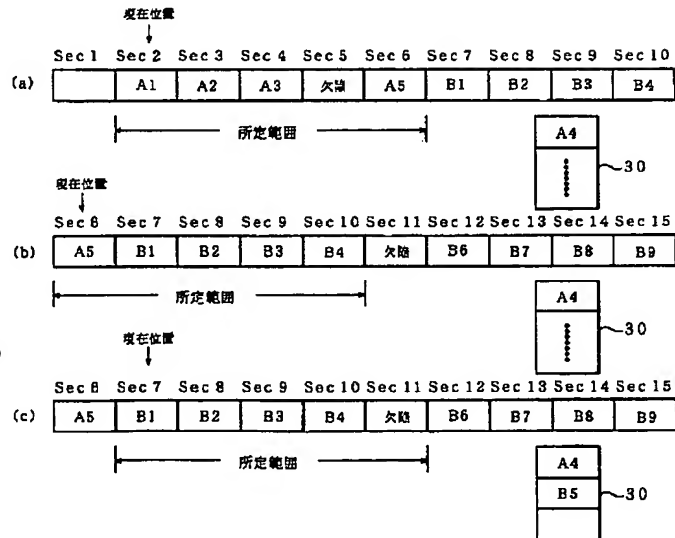 現在位置
Sec 1 Sec 2 Sec 3 Sec 4 Sec 5 Sec 6 Sec 7 Sec 8 Sec 9 Sec 10
(a) A1 A2 A3 欠陥 A5 B1 B2 B3 B4
所定範囲
A4
30
現在位置
Sec 6 Sec 7 Sec 8 Sec 9 Sec 10 Sec 11 Sec 12 Sec 13 Sec 14 Sec 15
(b) A5 B1 B2 B3 B4 欠陥 B6 B7 B8 B9
所定範囲
A4
30
現在位置
Sec 6 Sec 7 Sec 8 Sec 9 Sec 10 Sec 11 Sec 12 Sec 13 Sec 14 Sec 15
(c) A5 B1 B2 B3 B4 欠陥 B6 B7 B8 B9
所定範囲
A4
B5
30